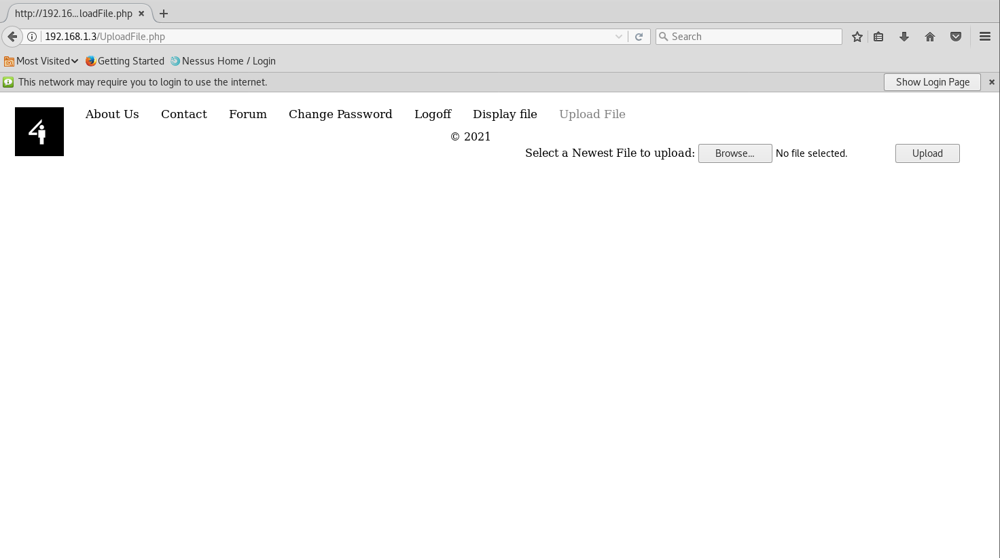 http://192.16...loadFile.php
192.168.1.3/UploadFile.php
Search
Most Visited Getting Started Nessus Home / Login
This network may require you to login to use the internet. Show Login Page
About Us Contact Forum Change Password Logoff Display file Upload File
© 2021
Select a Newest File to upload: Browse... No file selected. Upload